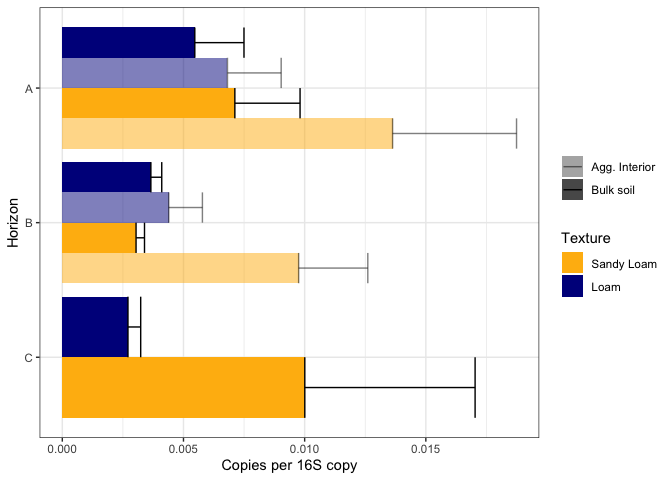 Horizon
A
B
C
0.000
0.005
0.010
0.015
Copies per 16S copy
Agg. Interior
Bulk soil
Texture
Sandy Loam
Loam